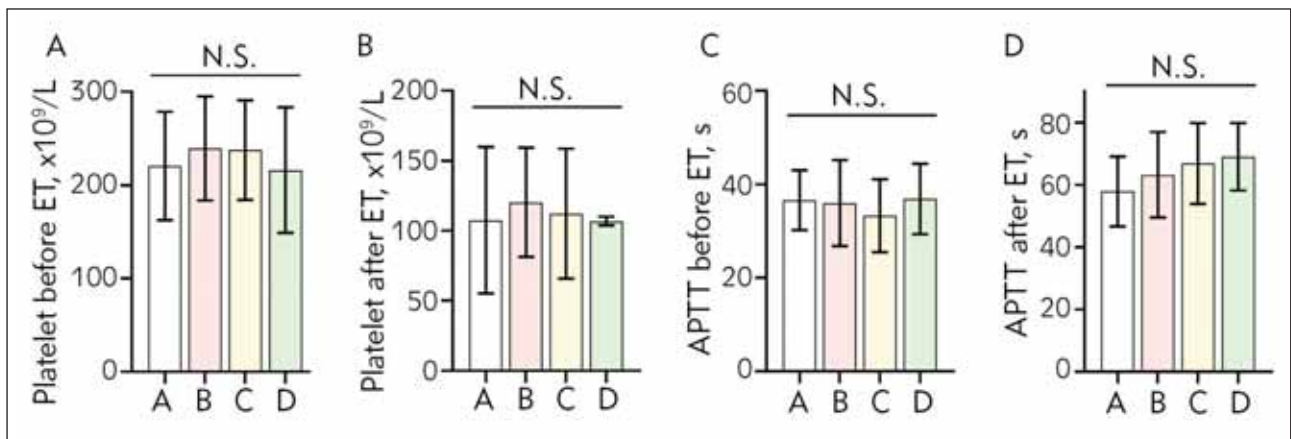 A
N.S.
Platelet before ET, x10⁹/L
300
200
100
0
A B C D
B
N.S.
Platelet after ET, x10⁹/L
200
150
100
50
0
A B C D
C
N.S.
APTT before ET, s
60
40
20
0
A B C D
D
N.S.
APTT after ET, s
80
60
40
20
0
A B C D